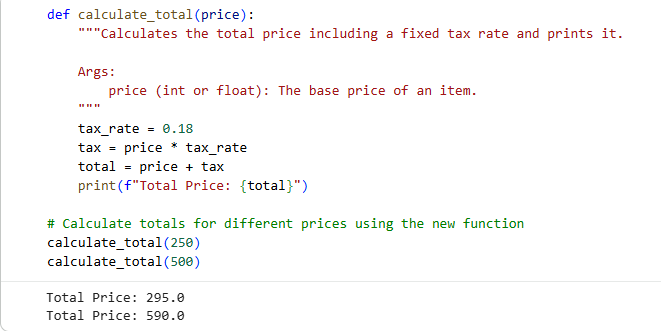 def calculate_total(price):
    """Calculates the total price including a fixed tax rate and prints it.

    Args:
        price (int or float): The base price of an item.
    """
    tax_rate = 0.18
    tax = price * tax_rate
    total = price + tax
    print(f"Total Price: {total}")

# Calculate totals for different prices using the new function
calculate_total(250)
calculate_total(500)

Total Price: 295.0
Total Price: 590.0